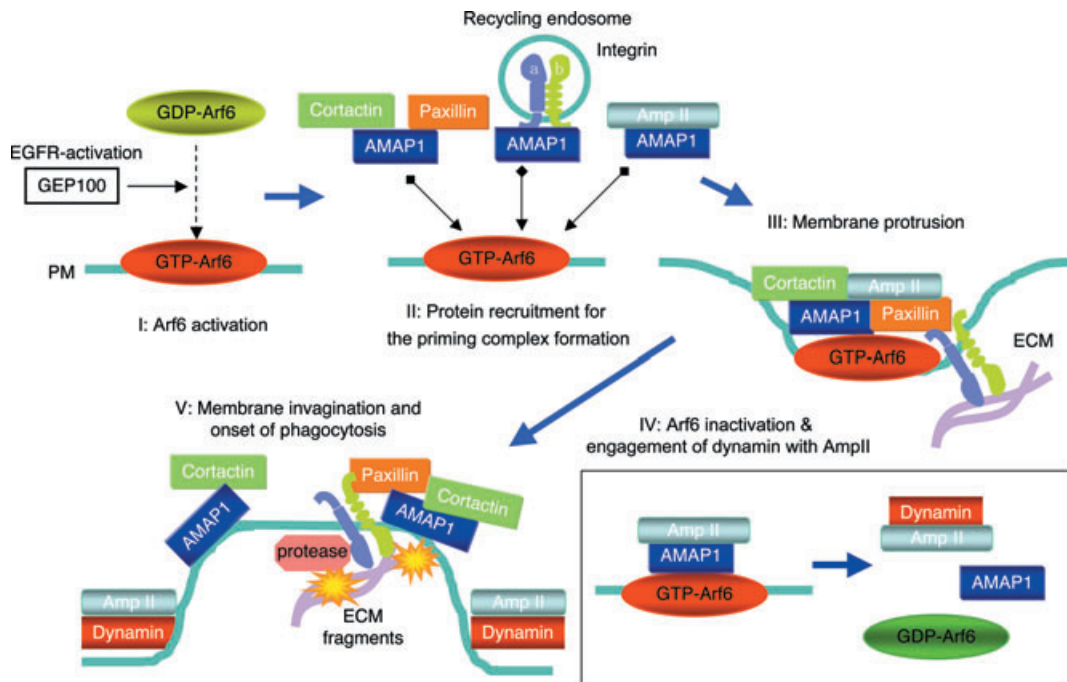 Recycling endosome
Integrin
a b
GDP-Arf6
Cortactin
Paxillin
AMAP1
AMAP1
Amp II
AMAP1
EGFR-activation
GEP100
PM
GTP-Arf6
GTP-Arf6
I: Arf6 activation
II: Protein recruitment for
the priming complex formation
III: Membrane protrusion
Cortactin
Amp II
AMAP1
Paxillin
GTP-Arf6
ECM
V: Membrane invagination and
onset of phagocytosis
Cortactin
AMAP1
Paxillin
Cortactin
AMAP1
protease
Amp II
Dynamin
ECM
fragments
Amp II
Dynamin
IV: Arf6 inactivation &
engagement of dynamin with AmpII
Amp II
AMAP1
GTP-Arf6
Dynamin
Amp II
AMAP1
GDP-Arf6